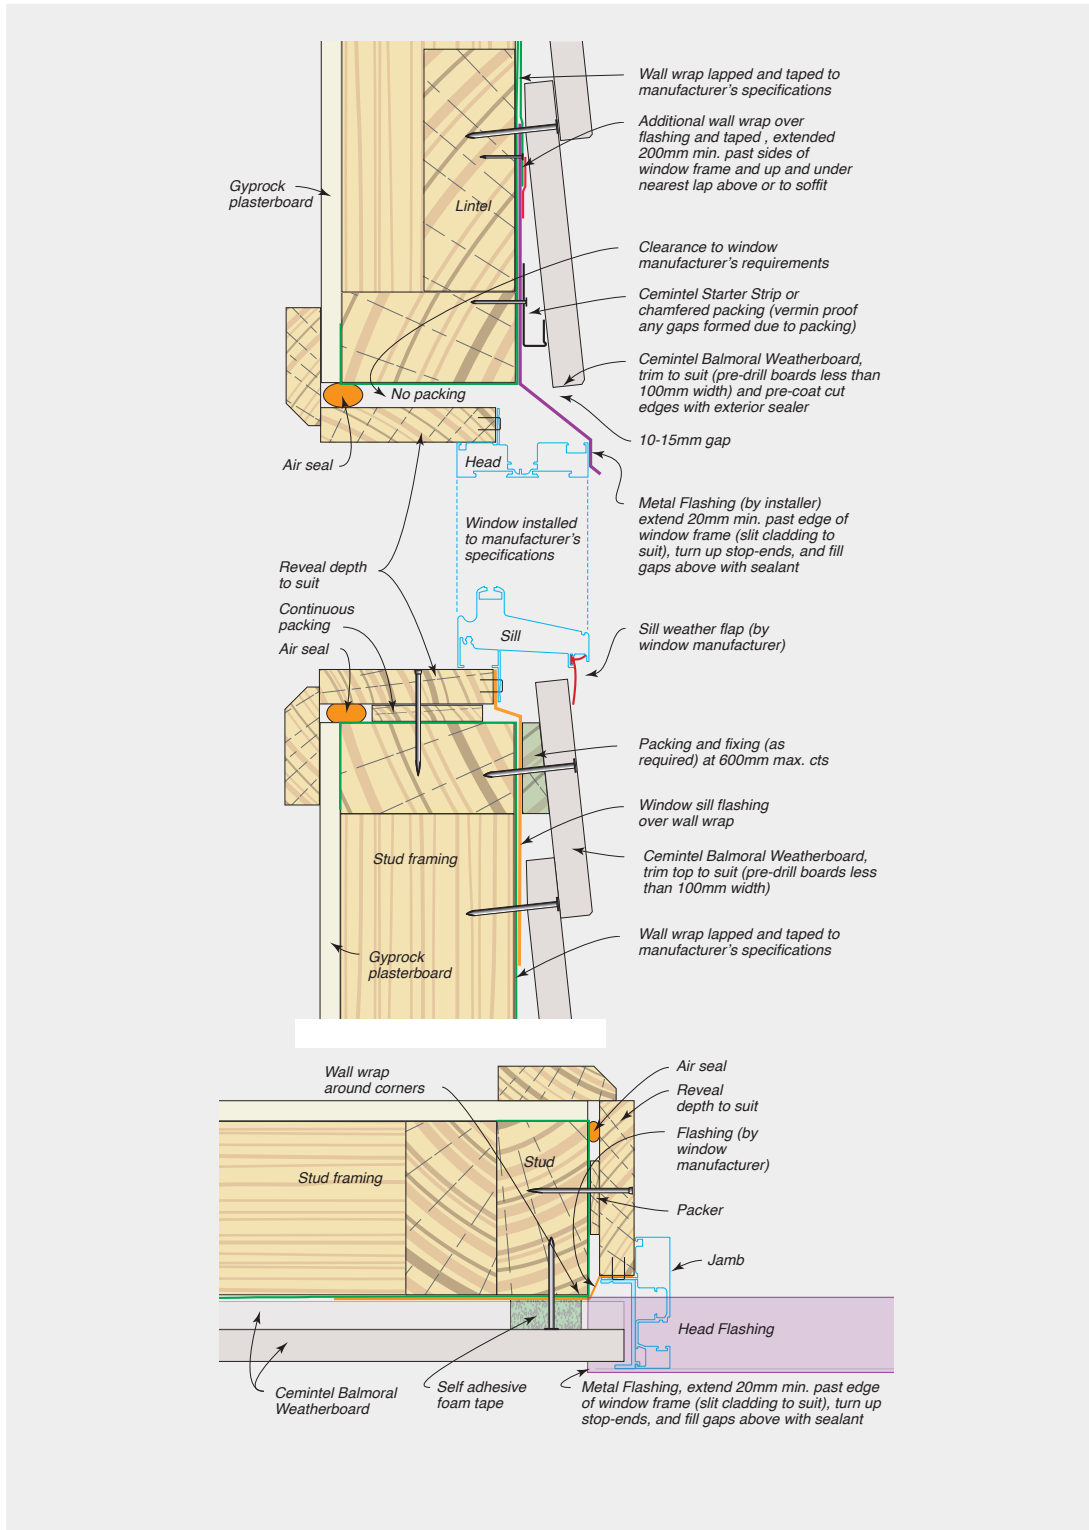 Wall wrap lapped and taped to
manufacturer's specifications
Additional wall wrap over
flashing and taped , extended
200mm min. past sides of
window frame and up and under
nearest lap above or to soffit
Gyprock
plasterboard
Lintel
Clearance to window
manufacturer's requirements
Cemintel Starter Strip or
chamfered packing (vermin proof
any gaps formed due to packing)
Cemintel Balmoral Weatherboard,
trim to suit (pre-drill boards less than
100mm width) and pre-coat cut
edges with exterior sealer
No packing
10-15mm gap
Air seal
Head
Metal Flashing (by installer)
extend 20mm min. past edge of
window frame (slit cladding to
suit), turn up stop-ends, and fill
gaps above with sealant
Window installed
to manufacturer's
specifications
Reveal depth
to suit
Continuous
packing
Air seal
Sill
Sill weather flap (by
window manufacturer)
Packing and fixing (as
required) at 600mm max. cts
Window sill flashing
over wall wrap
Stud framing
Cemintel Balmoral Weatherboard,
trim top to suit (pre-drill boards less
than 100mm width)
Wall wrap lapped and taped to
manufacturer's specifications
Gyprock
plasterboard
Wall wrap
around corners
Air seal
Reveal
depth to suit
Flashing (by
window
manufacturer)
Stud
Stud framing
Packer
Jamb
Head Flashing
Cemintel Balmoral
Weatherboard
Self adhesive
foam tape
Metal Flashing, extend 20mm min. past edge
of window frame (slit cladding to suit), turn up
stop-ends, and fill gaps above with sealant